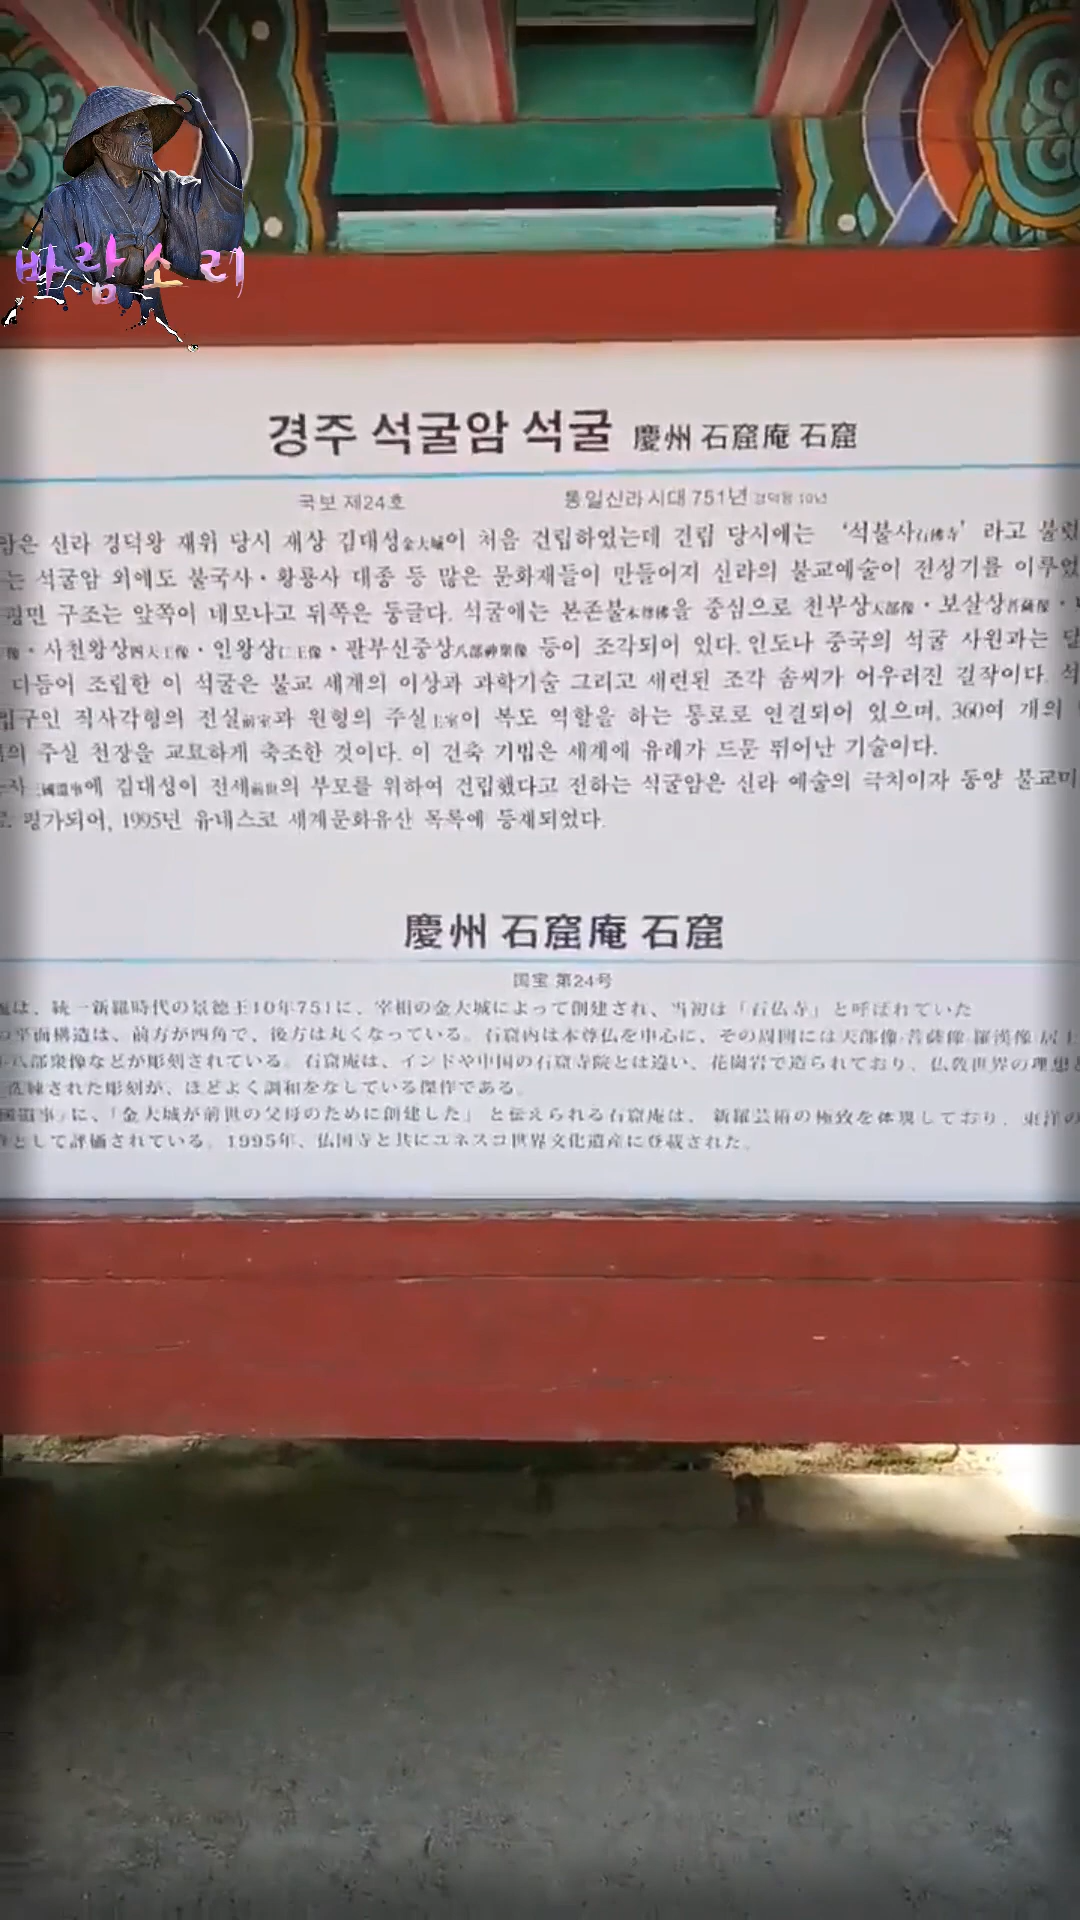 바람소리
경주 석굴암 석굴 慶州 石窟庵 石窟
국보 제24호 통일신라시대 751년 경덕왕 10년
암은 신라 경덕왕 재위 당시 재상 김대성金大城이 처음 건립하였는데 건립 당시에는 ‘석불사石佛寺’ 라고 불렀
는 석굴암 외에도 불국사·황룡사 대종 등 많은 문화재들이 만들어지 신라의 불교예술이 전성기를 이루었
평면 구조는 앞쪽이 네모나고 뒤쪽은 둥글다. 석굴에는 본존불本尊佛을 중심으로 천부상天部像·보살상菩薩像·
像·사천왕상四天王像·인왕상仁王像·팔부신중상八部神衆像 등이 조각되어 있다. 인도나 중국의 석굴 사원과는 달
다듬어 조립한 이 석굴은 불교 세계의 이상과 과학기술 그리고 세련된 조각 솜씨가 어우러진 걸작이다. 석
입구인 직사각형의 전실前室과 원형의 주실主室이 복도 역할을 하는 통로로 연결되어 있으며, 360여 개의
의 주실 천장을 교묘하게 축조한 것이다. 이 건축 기법은 세계에 유례가 드문 뛰어난 기술이다.
三國遺事에 김대성이 전세前世의 부모를 위하여 건립했다고 전하는 석굴암은 신라 예술의 극치이자 동양 불교미
로 평가되어, 1995년 유네스코 세계문화유산 목록에 등재되었다.
慶州 石窟庵 石窟
国宝 第24号
は、統一新羅時代の景徳王10年751に、宰相の金大城によって創建され、当初は「石仏寺」と呼ばれていた
の平面構造は、前方が四角で、後方は丸くなっている。石窟内は本尊仏を中心に、その周囲には天部像·菩薩像·羅漢像·居士
八部衆像などが彫刻されている。石窟庵は、インドや中国の石窟寺院とは違い、花崗岩で造られており、仏教世界の理想と
洗練された彫刻が、ほどよく調和をなしている傑作である。
國遺事」に、「金大城が前世の父母のために創建した」と伝えられる石窟庵は、新羅芸術の極致を体現しており、東洋の
として評価されている。1995年、仏国寺と共にユネスコ世界文化遺産に登載された。